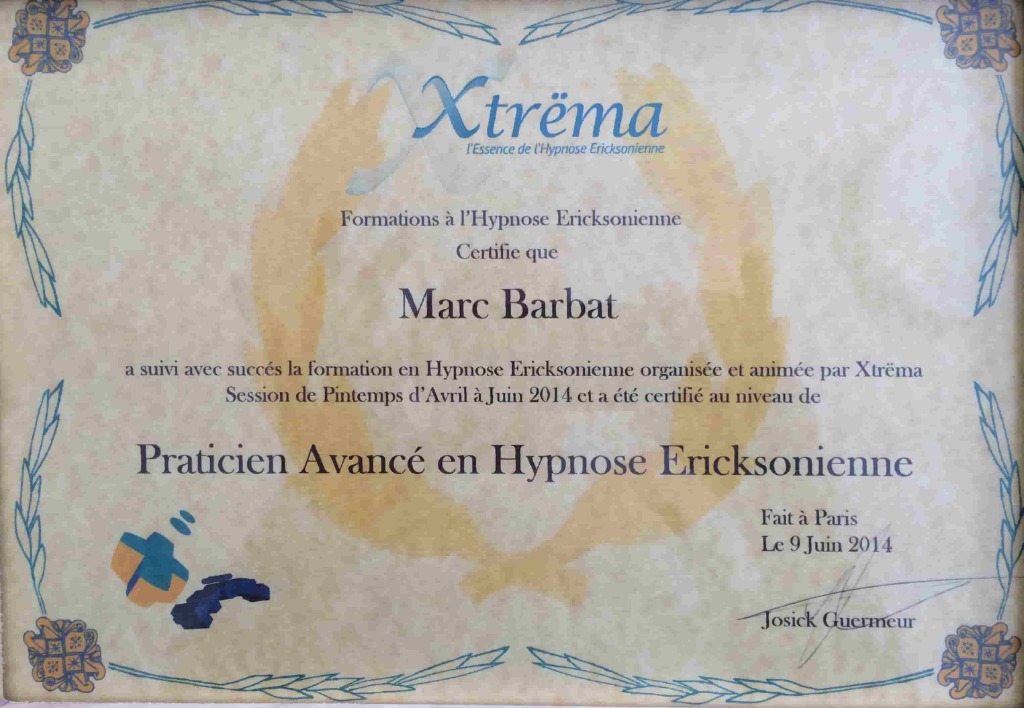 Xtrëma
l'Essence de l'Hypnose Ericksonienne
Formations à l'Hypnose Ericksonienne
Certifie que
Marc Barbat
a suivi avec succés la formation en Hypnose Ericksonienne organisée et animée par Xtrëma
Session de Pintemps d'Avril à Juin 2014 et a été certifié au niveau de
Praticien Avancé en Hypnose Ericksonienne
Fait à Paris
Le 9 Juin 2014
Josick Guermeur